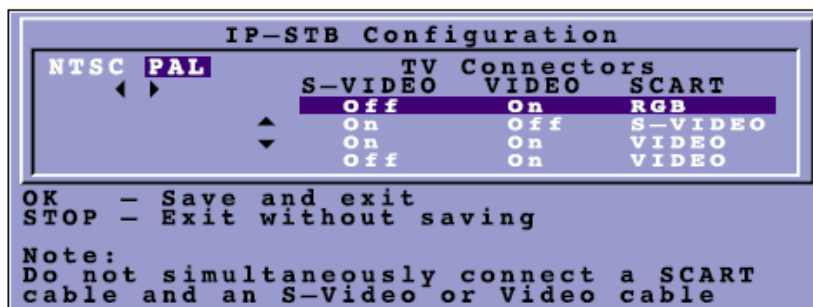 IP-STB Configuration
NTSC PAL
TV Connectors
S-VIDEO VIDEO SCART
Off On RGB
On Off S-VIDEO
On On VIDEO
Off On VIDEO
OK - Save and exit
STOP - Exit without saving
Note:
Do not simultaneously connect a SCART
cable and an S-Video or Video cable